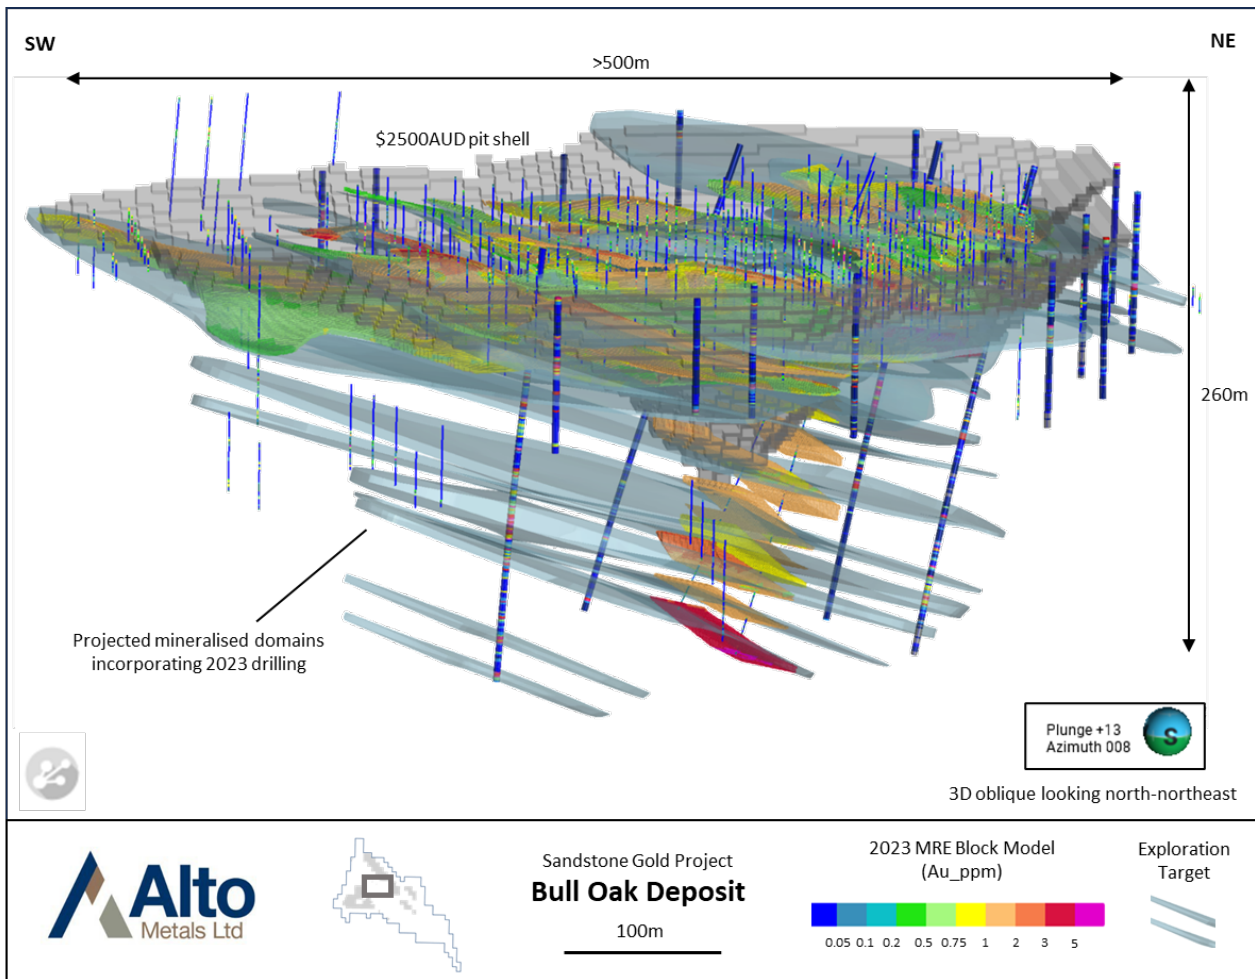 SW
NE
>500m
$2500AUD pit shell
260m
Projected mineralised domains
incorporating 2023 drilling
Plunge +13
Azimuth 008
S
3D oblique looking north-northeast
Alto
Metals Ltd
Sandstone Gold Project
Bull Oak Deposit
100m
2023 MRE Block Model
(Au_ppm)
0.05 0.1 0.2 0.5 0.75 1 2 3 5
Exploration
Target